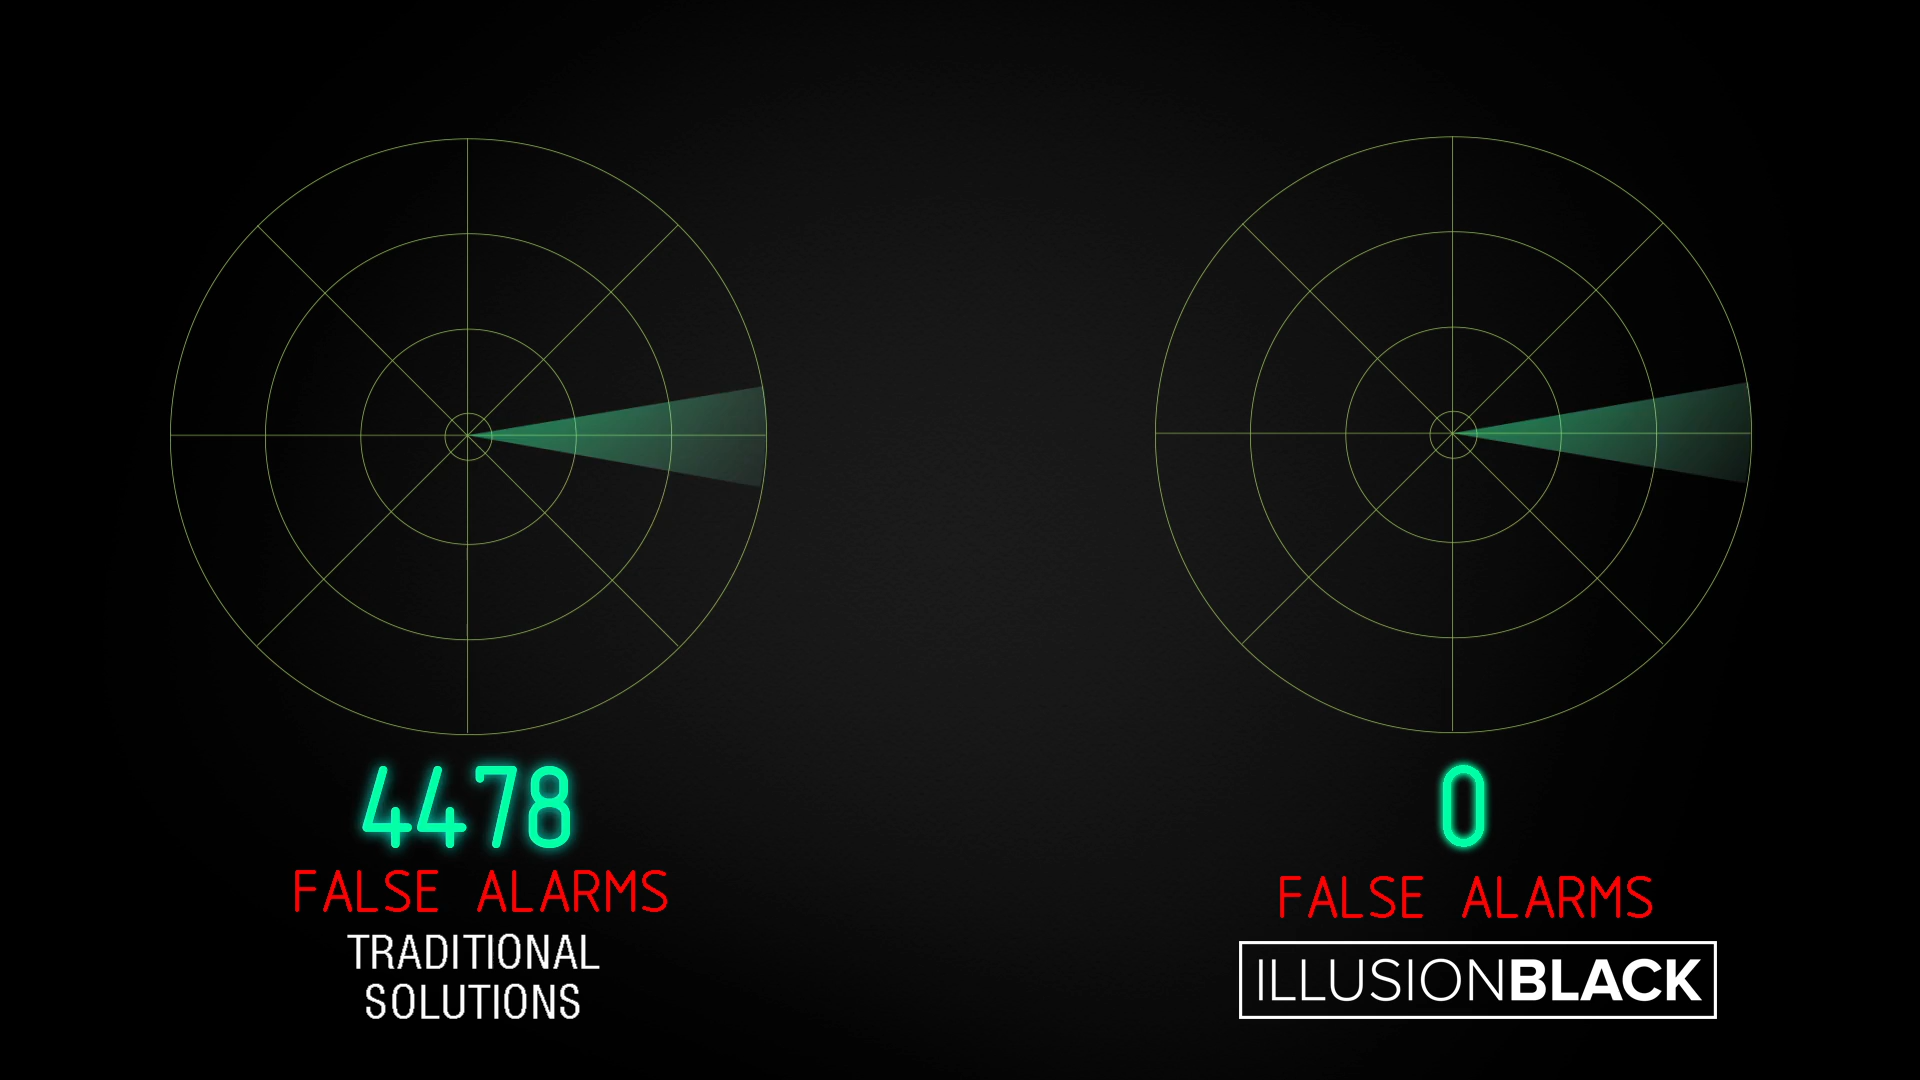 4478
FALSE ALARMS
TRADITIONAL
SOLUTIONS
0
FALSE ALARMS
ILLUSIONBLACK